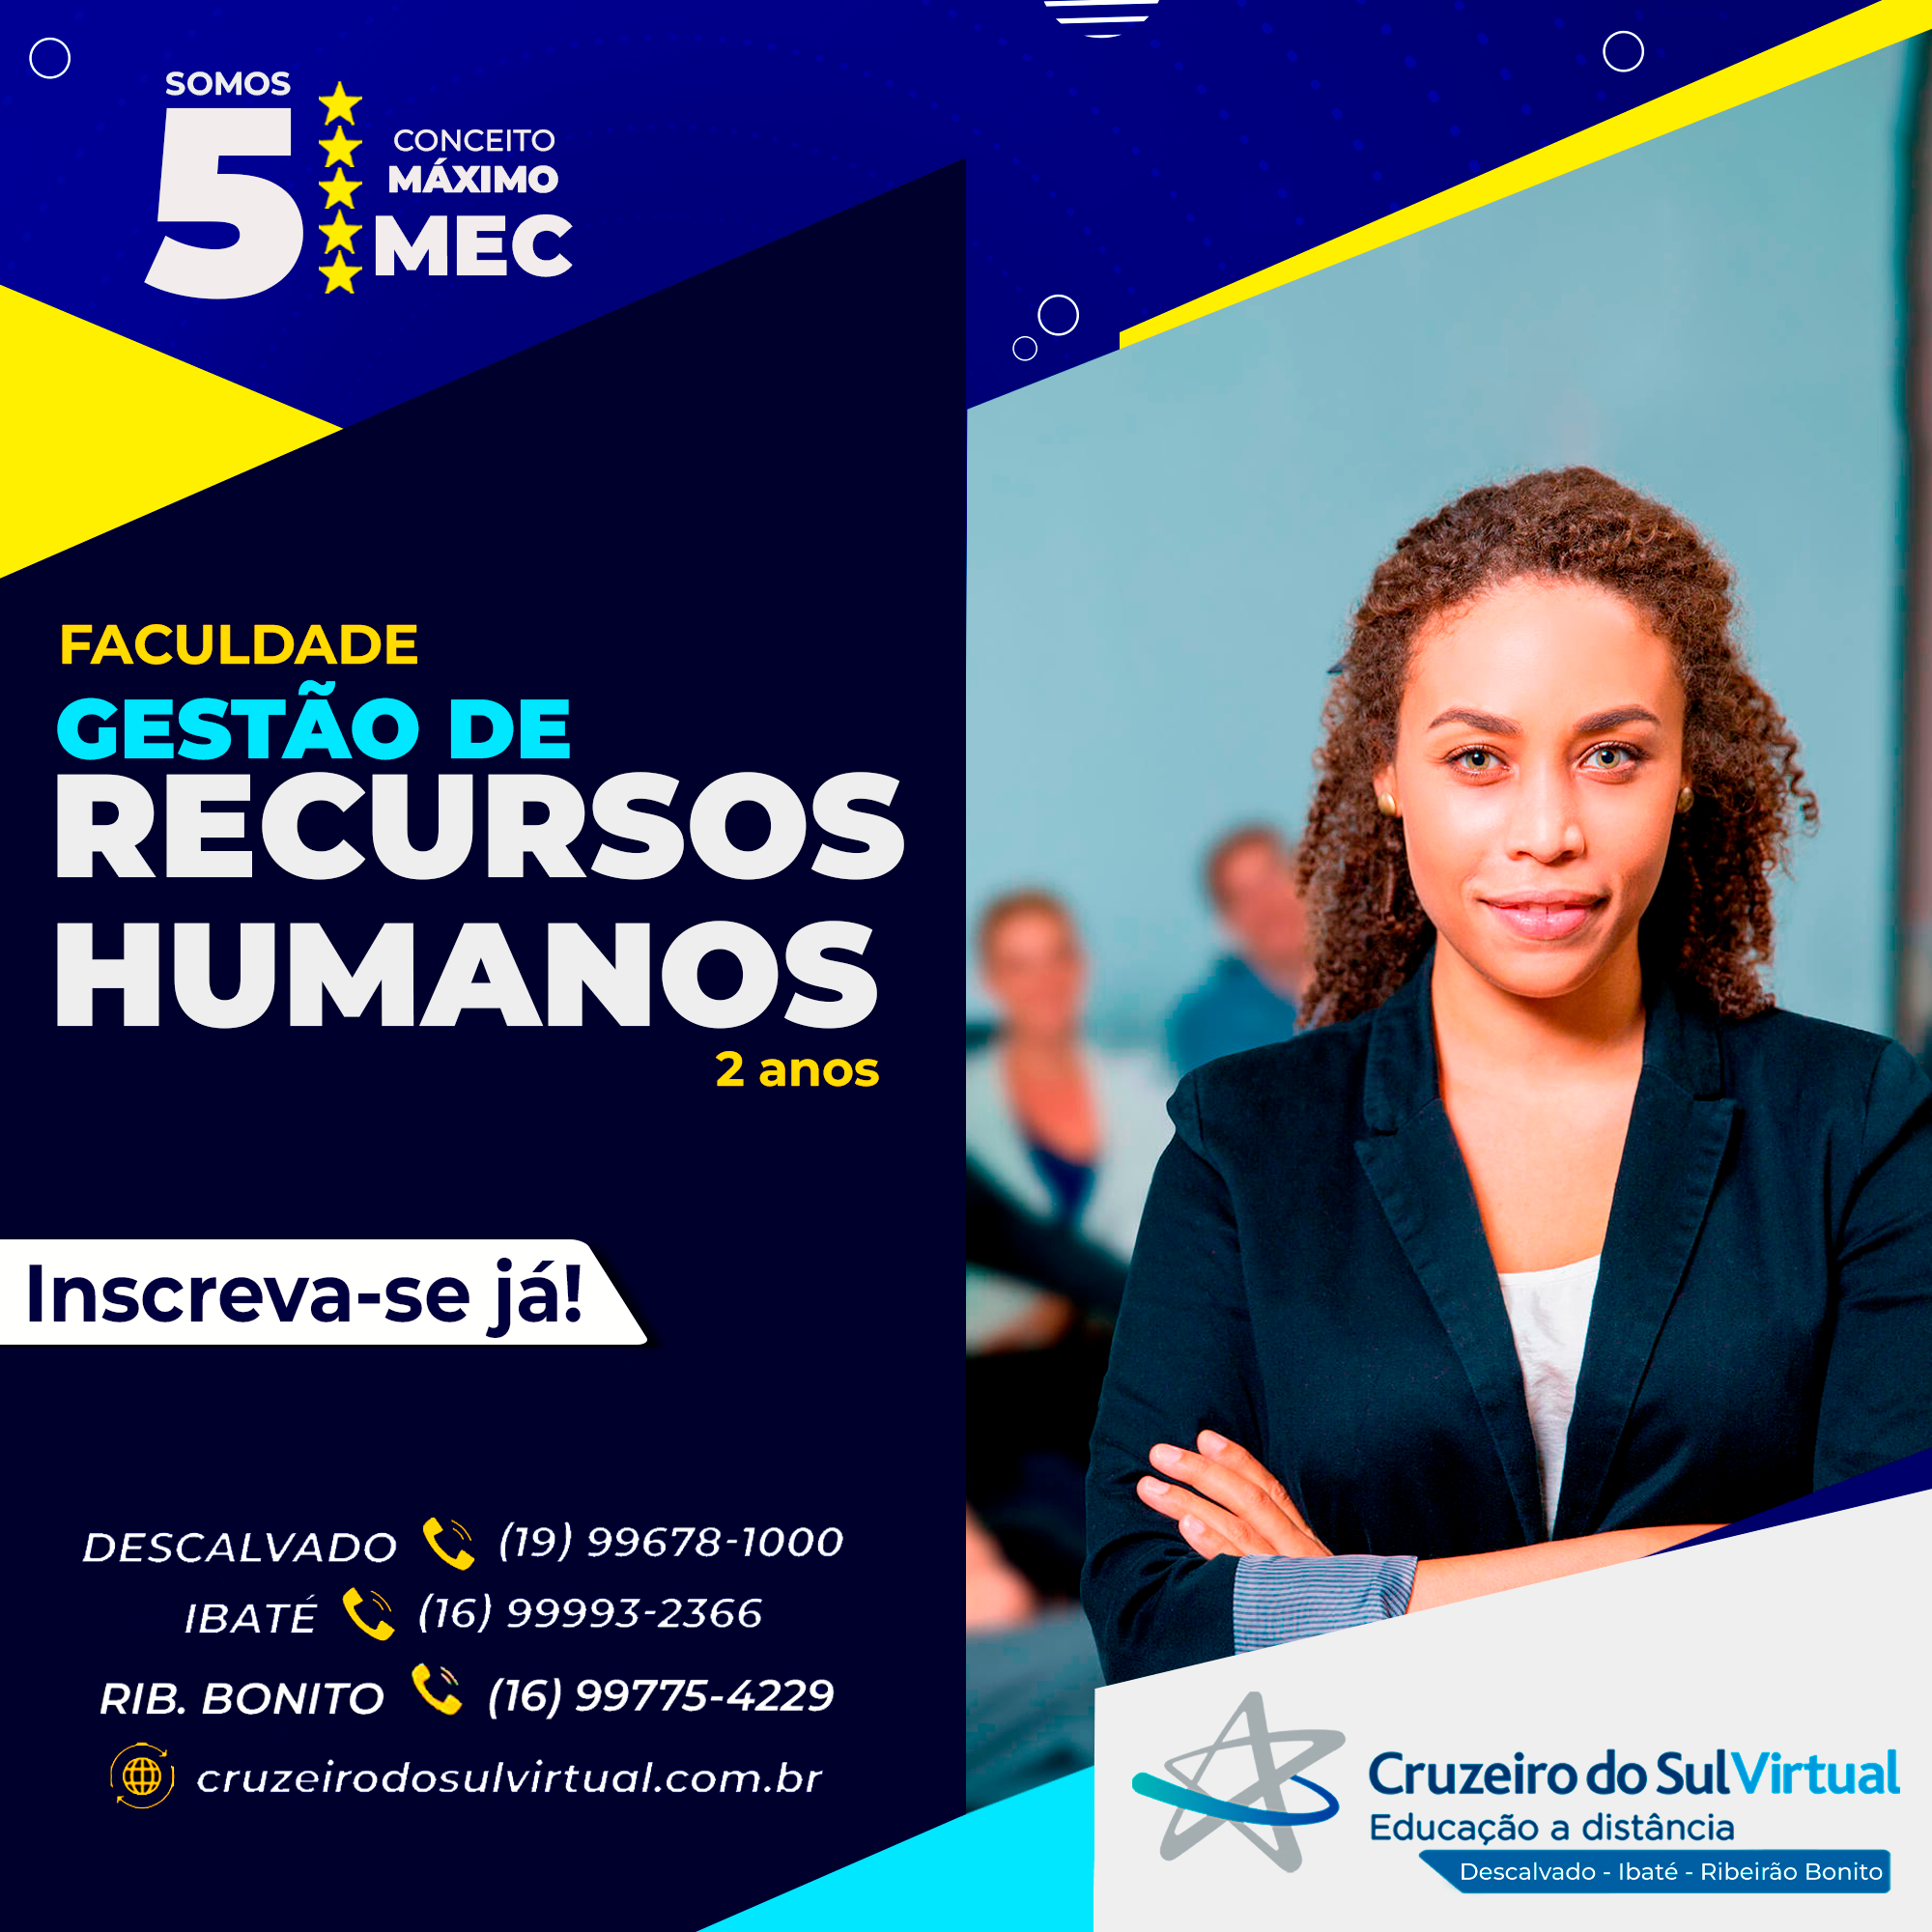 SOMOS
5
CONCEITO
MÁXIMO
MEC
FACULDADE
GESTÃO DE
RECURSOS
HUMANOS
2 anos
Inscreva-se já!
DESCALVADO (19) 99678-1000
IBATÉ (16) 99993-2366
RIB. BONITO (16) 99775-4229
cruzeirodosulvirtual.com.br
Cruzeiro do Sul Virtual
Educação a distância
Descalvado - Ibaté - Ribeirão Bonito